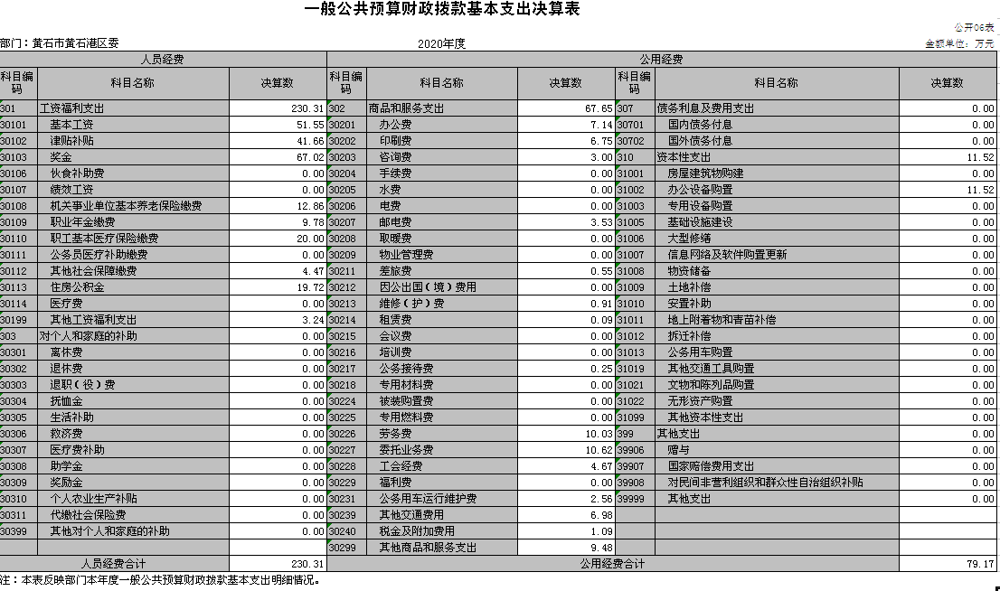 一般公共预算财政拨款基本支出决算表
公开06表
部门：黄石市黄石港区委 2020年度 金额单位：万元
人员经费 公用经费
科目编码 科目名称 决算数 科目编码 科目名称 决算数 科目编码 科目名称 决算数
301 工资福利支出 230.31 302 商品和服务支出 67.65 307 债务利息及费用支出 0.00
30101 基本工资 51.55 30201 办公费 7.14 30701 国内债务付息 0.00
30102 津贴补贴 41.66 30202 印刷费 6.75 30702 国外债务付息 0.00
30103 奖金 67.02 30203 咨询费 3.00 310 资本性支出 11.52
30106 伙食补助费 0.00 30204 手续费 0.00 31001 房屋建筑物购建 0.00
30107 绩效工资 0.00 30205 水费 0.00 31002 办公设备购置 11.52
30108 机关事业单位基本养老保险缴费 12.86 30206 电费 0.00 31003 专用设备购置 0.00
30109 职业年金缴费 9.78 30207 邮电费 3.53 31005 基础设施建设 0.00
30110 职工基本医疗保险缴费 20.00 30208 取暖费 0.00 31006 大型修缮 0.00
30111 公务员医疗补助缴费 0.00 30209 物业管理费 0.00 31007 信息网络及软件购置更新 0.00
30112 其他社会保障缴费 4.47 30211 差旅费 0.55 31008 物资储备 0.00
30113 住房公积金 19.72 30212 因公出国（境）费用 0.00 31009 土地补偿 0.00
30114 医疗费 0.00 30213 维修（护）费 0.91 31010 安置补助 0.00
30199 其他工资福利支出 3.24 30214 租赁费 0.09 31011 地上附着物和青苗补偿 0.00
303 对个人和家庭的补助 0.00 30215 会议费 0.00 31012 拆迁补偿 0.00
30301 离休费 0.00 30216 培训费 0.00 31013 公务用车购置 0.00
30302 退休费 0.00 30217 公务接待费 0.25 31019 其他交通工具购置 0.00
30303 退职（役）费 0.00 30218 专用材料费 0.00 31021 文物和陈列品购置 0.00
30304 抚恤金 0.00 30224 被装购置费 0.00 31022 无形资产购置 0.00
30305 生活补助 0.00 30225 专用燃料费 0.00 31099 其他资本性支出 0.00
30306 救济费 0.00 30226 劳务费 10.03 399 其他支出 0.00
30307 医疗费补助 0.00 30227 委托业务费 10.62 39906 赠与 0.00
30308 助学金 0.00 30228 工会经费 4.67 39907 国家赔偿费用支出 0.00
30309 奖励金 0.00 30229 福利费 0.00 39908 对民间非营利组织和群众性自治组织补贴 0.00
30310 个人农业生产补贴 0.00 30231 公务用车运行维护费 2.56 39999 其他支出 0.00
30311 代缴社会保险费 0.00 30239 其他交通费用 6.98
30399 其他对个人和家庭的补助 0.00 30240 税金及附加费用 1.09
30299 其他商品和服务支出 9.48
人员经费合计 230.31 公用经费合计 79.17
注：本表反映部门本年度一般公共预算财政拨款基本支出明细情况。